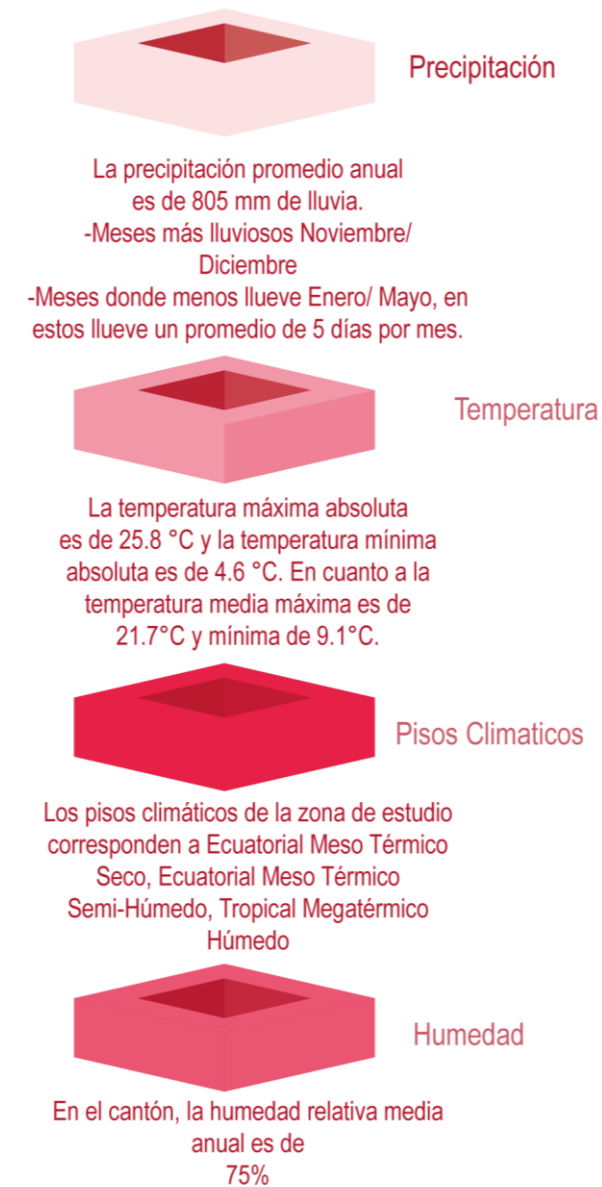 Precipitación
La precipitación promedio anual
es de 805 mm de lluvia.
-Meses más lluviosos Noviembre/
Diciembre
-Meses donde menos llueve Enero/ Mayo, en
estos llueve un promedio de 5 días por mes.
Temperatura
La temperatura máxima absoluta
es de 25.8 °C y la temperatura mínima
absoluta es de 4.6 °C. En cuanto a la
temperatura media máxima es de
21.7°C y mínima de 9.1°C.
Pisos Climaticos
Los pisos climáticos de la zona de estudio
corresponden a Ecuatorial Meso Térmico
Seco, Ecuatorial Meso Térmico
Semi-Húmedo, Tropical Megatérmico
Húmedo
Humedad
En el cantón, la humedad relativa media
anual es de
75%